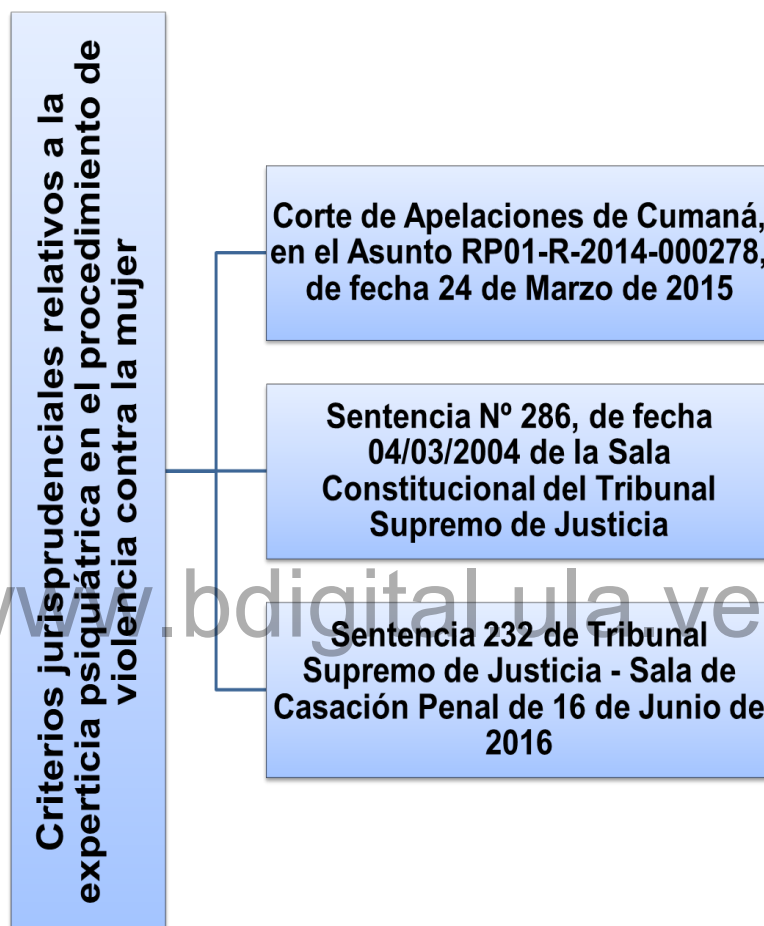 Criterios jurisprudenciales relativos a la
experticia psiquiátrica en el procedimiento de
violencia contra la mujer
Corte de Apelaciones de Cumaná,
en el Asunto RP01-R-2014-000278,
de fecha 24 de Marzo de 2015
Sentencia Nº 286, de fecha
04/03/2004 de la Sala
Constitucional del Tribunal
Supremo de Justicia
www.bdigital.ula.ve
Sentencia 232 de Tribunal
Supremo de Justicia - Sala de
Casación Penal de 16 de Junio de
2016